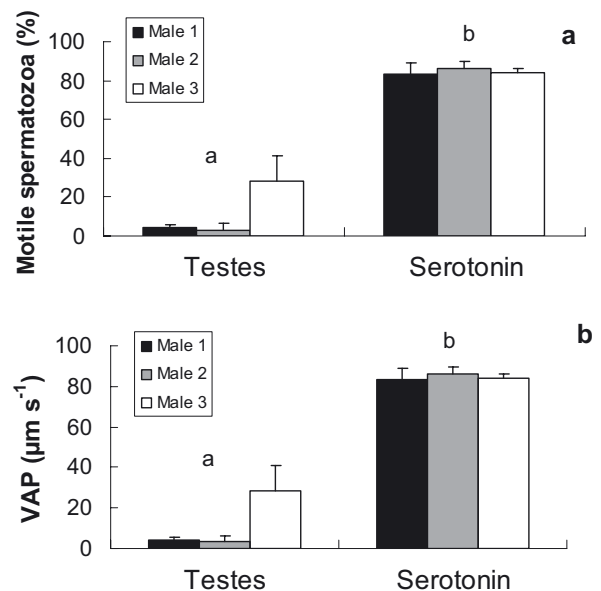 Motile spermatozoa (%)
100
80
60
40
20
0
Male 1
Male 2
Male 3
a
b
a
Testes
Serotonin
VAP (µm s⁻¹)
100
80
60
40
20
0
Male 1
Male 2
Male 3
a
b
b
Testes
Serotonin